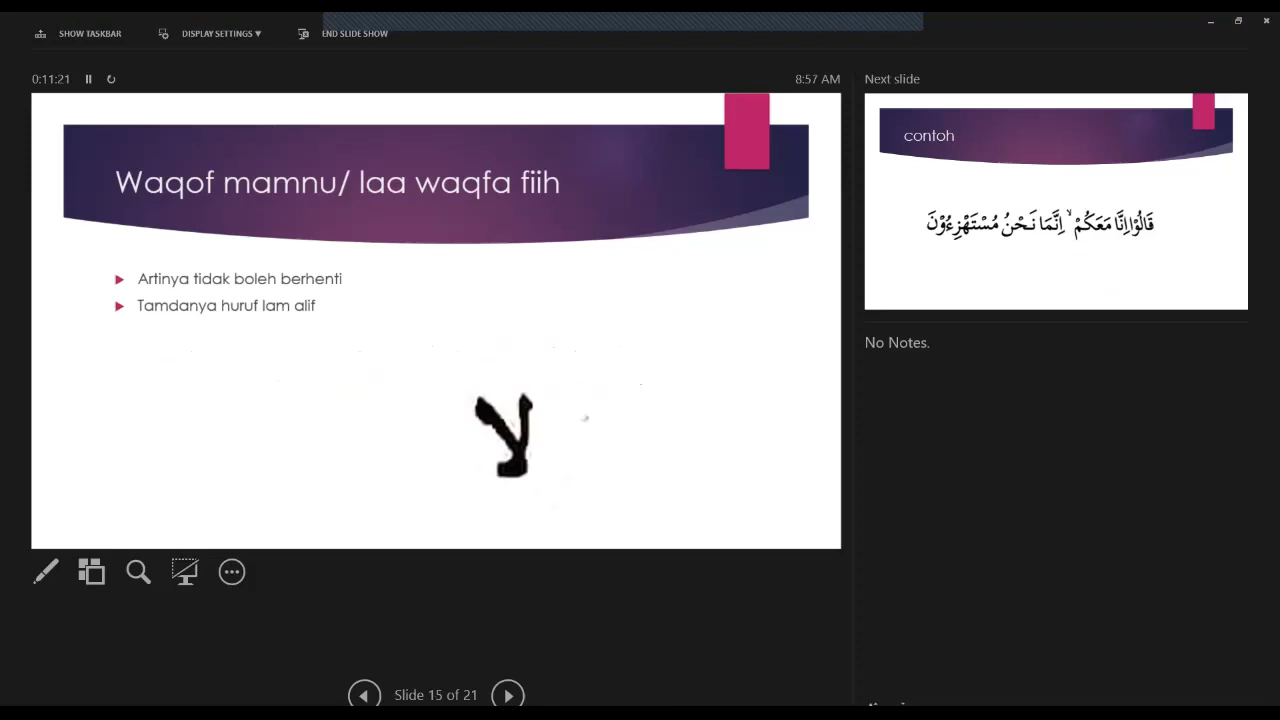 SHOW TASKBAR DISPLAY SETTINGS ▼ END SLIDE SHOW
0:11:21 8:57 AM
Waqof mamnu/ laa waqfa fiih
Artinya tidak boleh berhenti
Tamdanya huruf lam alif
لا
Slide 15 of 21
Next slide
contoh
قَالُوْٓااِنَّا مَعَكُمْ ۙ اِنَّمَا نَحْنُ مُسْتَهْزِءُوْنَ
No Notes.